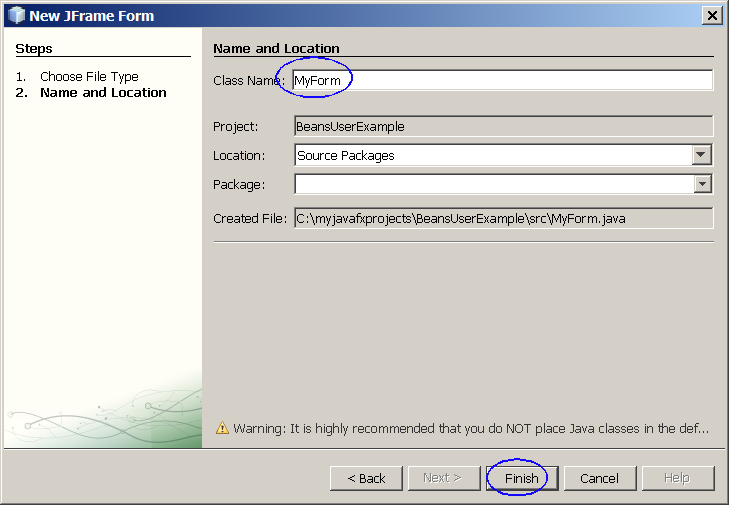 New JFrame Form
Steps
1. Choose File Type
2. Name and Location
Name and Location
Class Name: MyForm
Project: BeansUserExample
Location: Source Packages
Package:
Created File: C:\myjavafxprojects\BeansUserExample\src\MyForm.java
Warning: It is highly recommended that you do NOT place Java classes in the def...
< Back Next > Finish Cancel Help